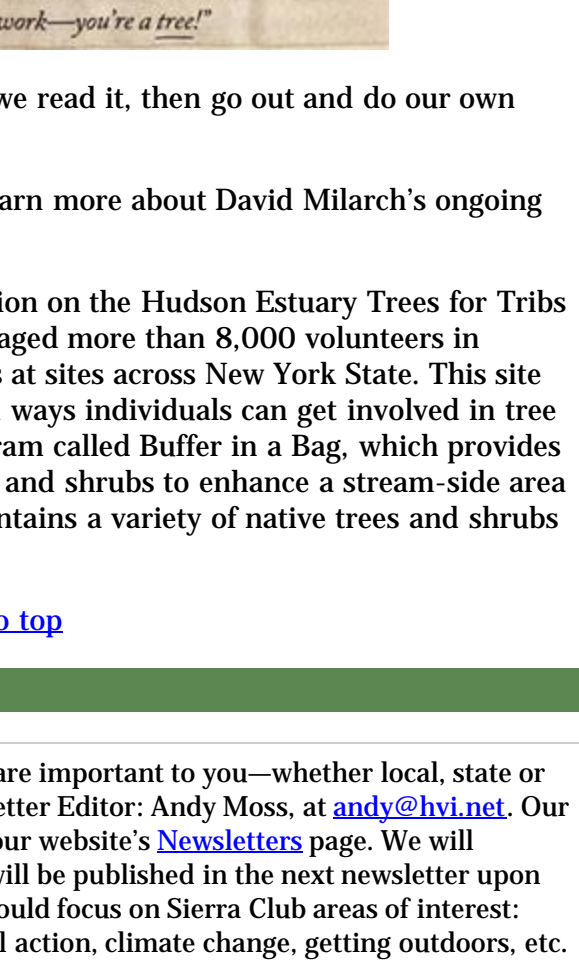 work—you're a tree!"
we read it, then go out and do our own
arn more about David Milarch's ongoing
ion on the Hudson Estuary Trees for Tribs
aged more than 8,000 volunteers in
s at sites across New York State. This site
ways individuals can get involved in tree
ram called Buffer in a Bag, which provides
and shrubs to enhance a stream-side area
ntains a variety of native trees and shrubs
o top
are important to you—whether local, state or
etter Editor: Andy Moss, at andy@hvi.net. Our
our website's Newsletters page. We will
will be published in the next newsletter upon
ould focus on Sierra Club areas of interest:
l action, climate change, getting outdoors, etc.